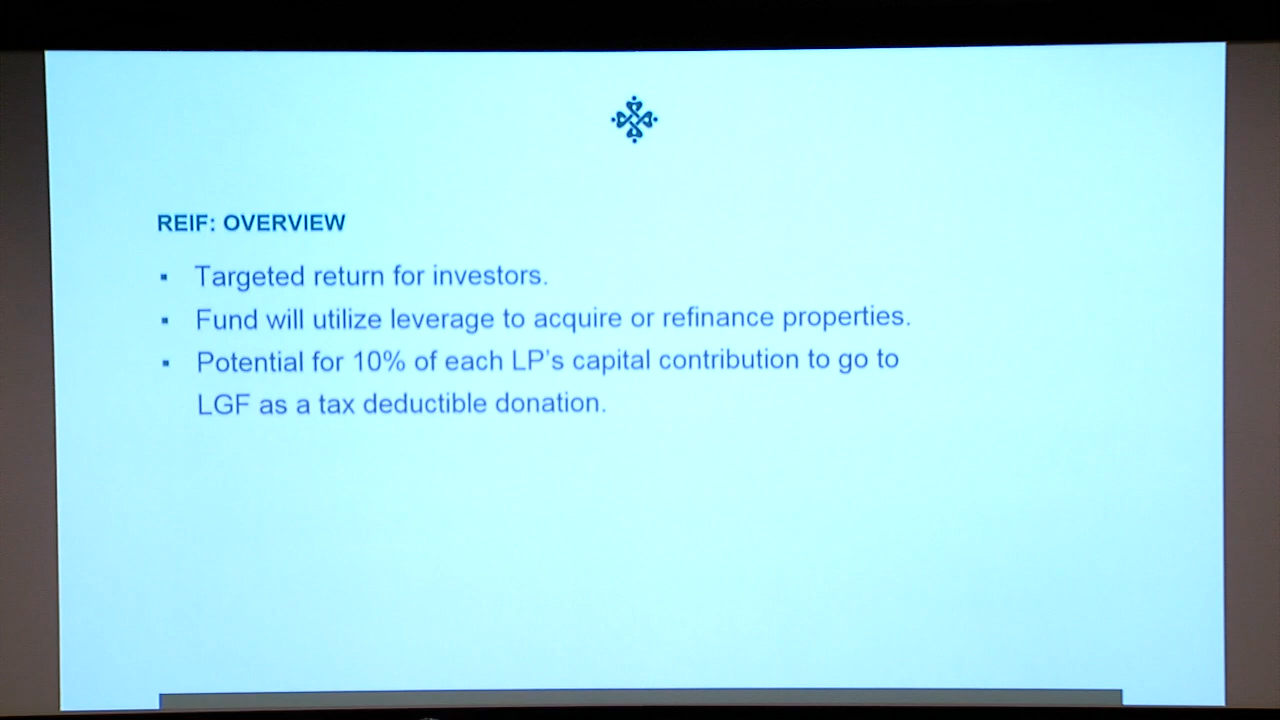 REIF: OVERVIEW
▪ Targeted return for investors.
▪ Fund will utilize leverage to acquire or refinance properties.
▪ Potential for 10% of each LP's capital contribution to go to
LGF as a tax deductible donation.